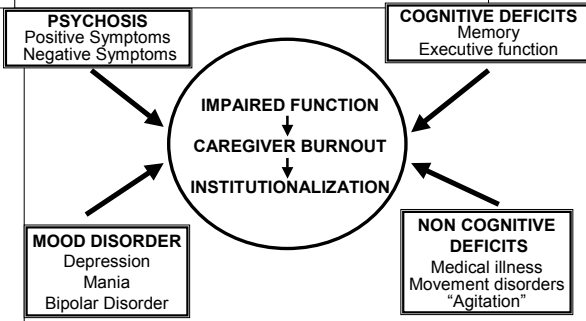 PSYCHOSIS
Positive Symptoms
Negative Symptoms
COGNITIVE DEFICITS
Memory
Executive function
IMPAIRED FUNCTION
CAREGIVER BURNOUT
INSTITUTIONALIZATION
MOOD DISORDER
Depression
Mania
Bipolar Disorder
NON COGNITIVE
DEFICITS
Medical illness
Movement disorders
“Agitation”